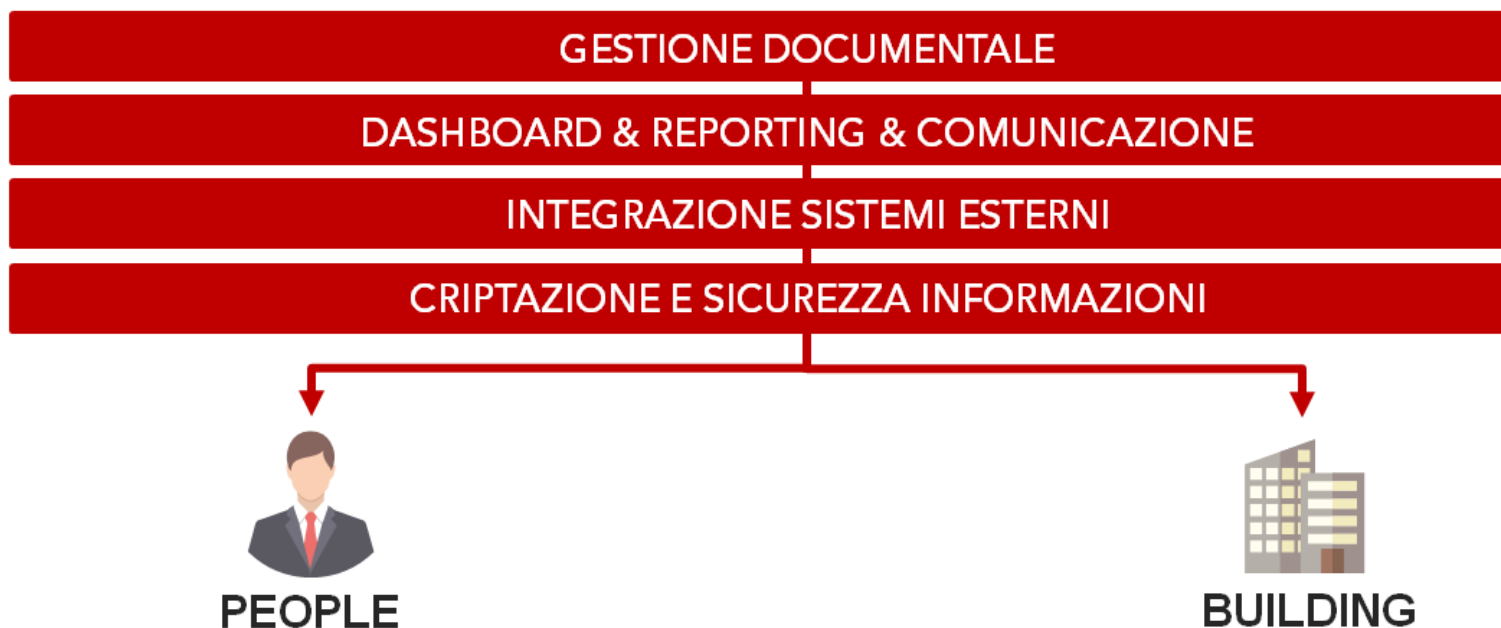 GESTIONE DOCUMENTALE
DASHBOARD & REPORTING & COMUNICAZIONE
INTEGRAZIONE SISTEMI ESTERNI
CRIPTAZIONE E SICUREZZA INFORMAZIONI
PEOPLE
BUILDING